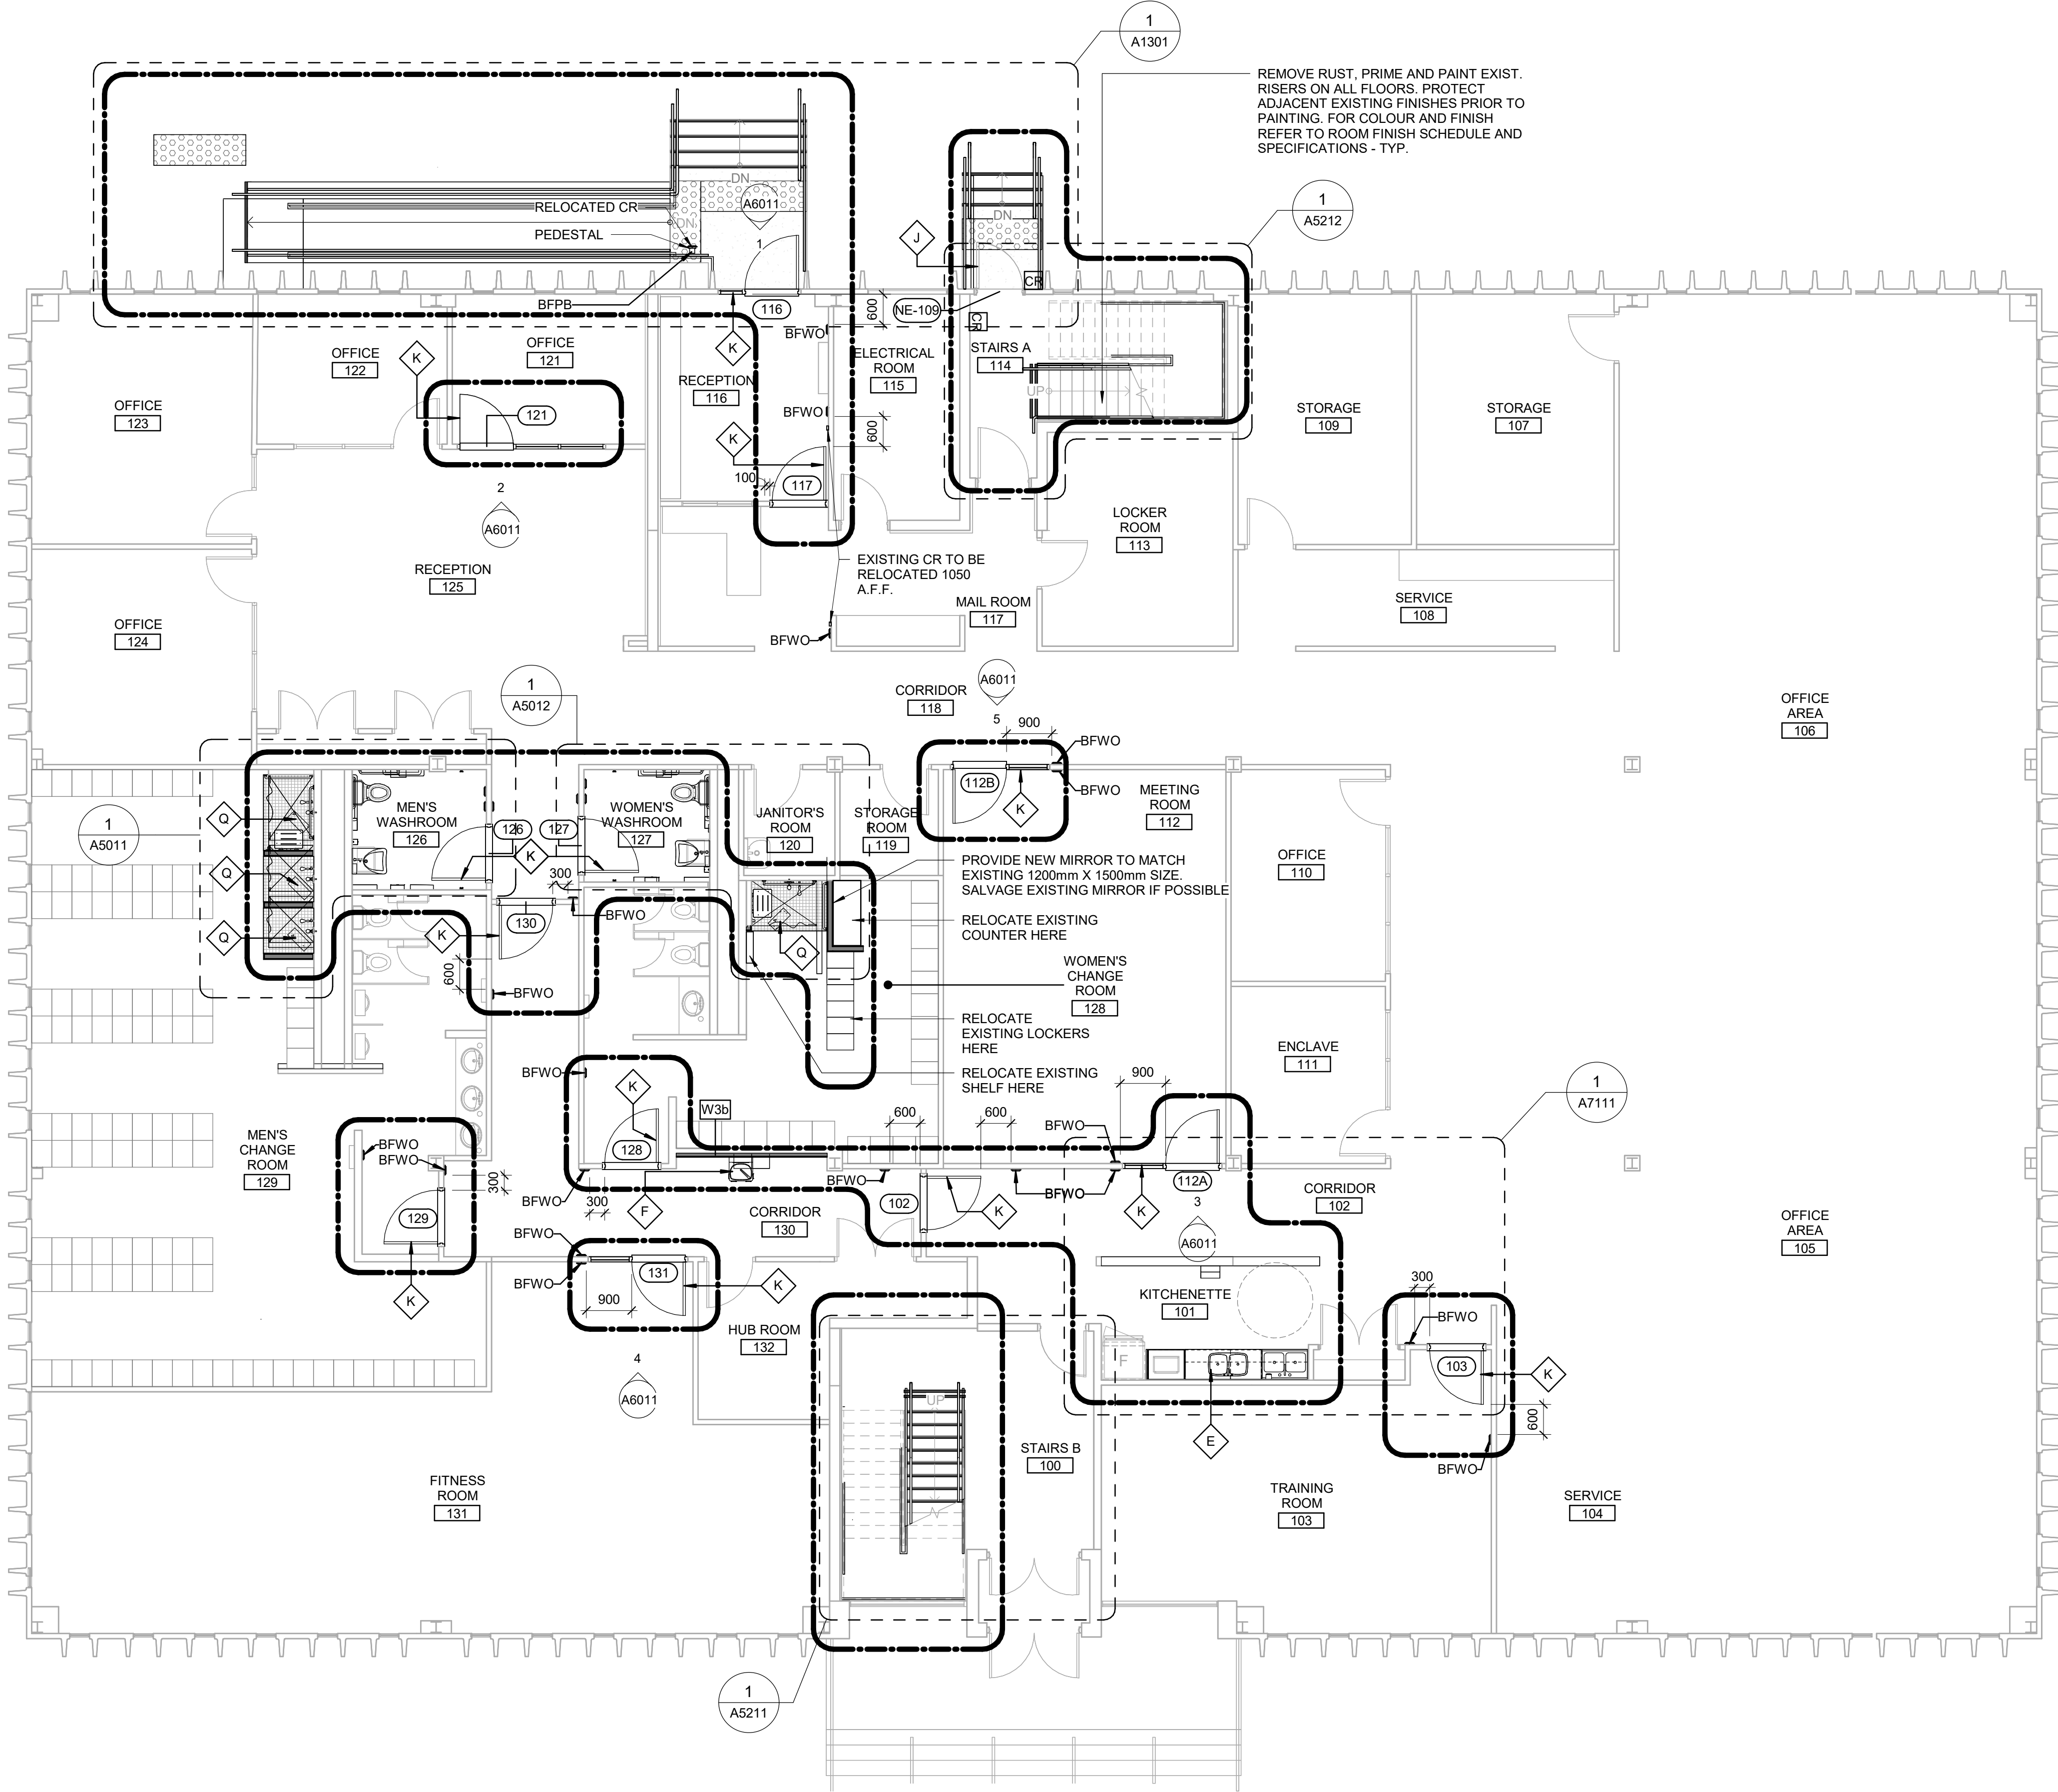 1
A1301
REMOVE RUST, PRIME AND PAINT EXIST.
RISERS ON ALL FLOORS. PROTECT
ADJACENT EXISTING FINISHES PRIOR TO
PAINTING. FOR COLOUR AND FINISH
REFER TO ROOM FINISH SCHEDULE AND
SPECIFICATIONS - TYP.
1
A5212
DN
A6011
1
RELOCATED CR
DN
PEDESTAL
BFPB
DN
J
CR
NE-109
CR
116
600
BFWO
K
K
OFFICE
122
OFFICE
121
121
RECEPTION
116
ELECTRICAL
ROOM
115
STAIRS A
114
UP
BFWO
600
K
100
117
OFFICE
123
STORAGE
109
STORAGE
107
2
A6011
LOCKER
ROOM
113
RECEPTION
125
EXISTING CR TO BE
RELOCATED 1050
A.F.F.
MAIL ROOM
117
BFWO
SERVICE
108
OFFICE
124
1
A5012
CORRIDOR
118
A6011
5
900
BFWO
BFWO
112B
K
OFFICE
AREA
106
MEETING
ROOM
112
1
A5011
Q
Q
Q
MEN'S
WASHROOM
126
126
127
WOMEN'S
WASHROOM
127
K
JANITOR'S
ROOM
120
STORAGE
ROOM
119
300
BFWO
130
K
600
BFWO
Q
PROVIDE NEW MIRROR TO MATCH
EXISTING 1200mm X 1500mm SIZE.
SALVAGE EXISTING MIRROR IF POSSIBLE
RELOCATE EXISTING
COUNTER HERE
WOMEN'S
CHANGE
ROOM
128
RELOCATE
EXISTING LOCKERS
HERE
RELOCATE EXISTING
SHELF HERE
OFFICE
110
ENCLAVE
111
1
A7111
BFWO
K
W3b
128
BFWO
300
F
600
600
900
BFWO
BFWO
BFWO
102
K
K
112A
3
A6011
CORRIDOR
102
OFFICE
AREA
105
MEN'S
CHANGE
ROOM
129
BFWO
BFWO
300
129
K
CORRIDOR
130
BFWO
BFWO
131
K
900
HUB ROOM
132
4
A6011
KITCHENETTE
101
F
E
300
BFWO
103
K
600
BFWO
UP
STAIRS B
100
FITNESS
ROOM
131
TRAINING
ROOM
103
SERVICE
104
1
A5211